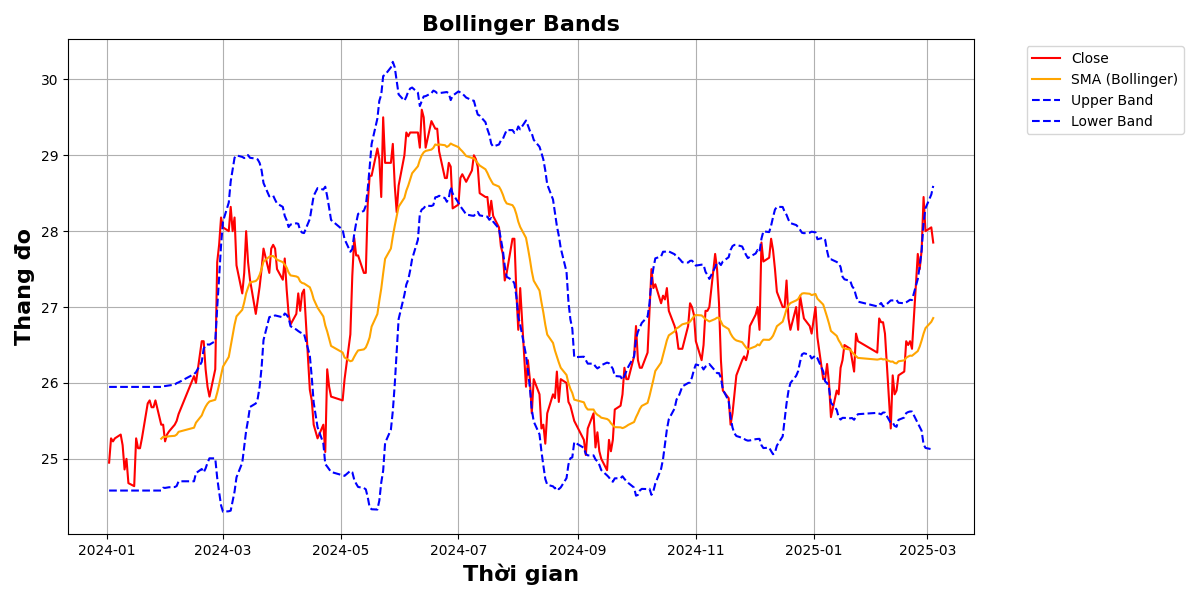 Bollinger Bands
Close
SMA (Bollinger)
Upper Band
Lower Band
Thang đo
30
29
28
27
26
25
2024-01
2024-03
2024-05
2024-07
2024-09
2024-11
2025-01
2025-03
Thời gian